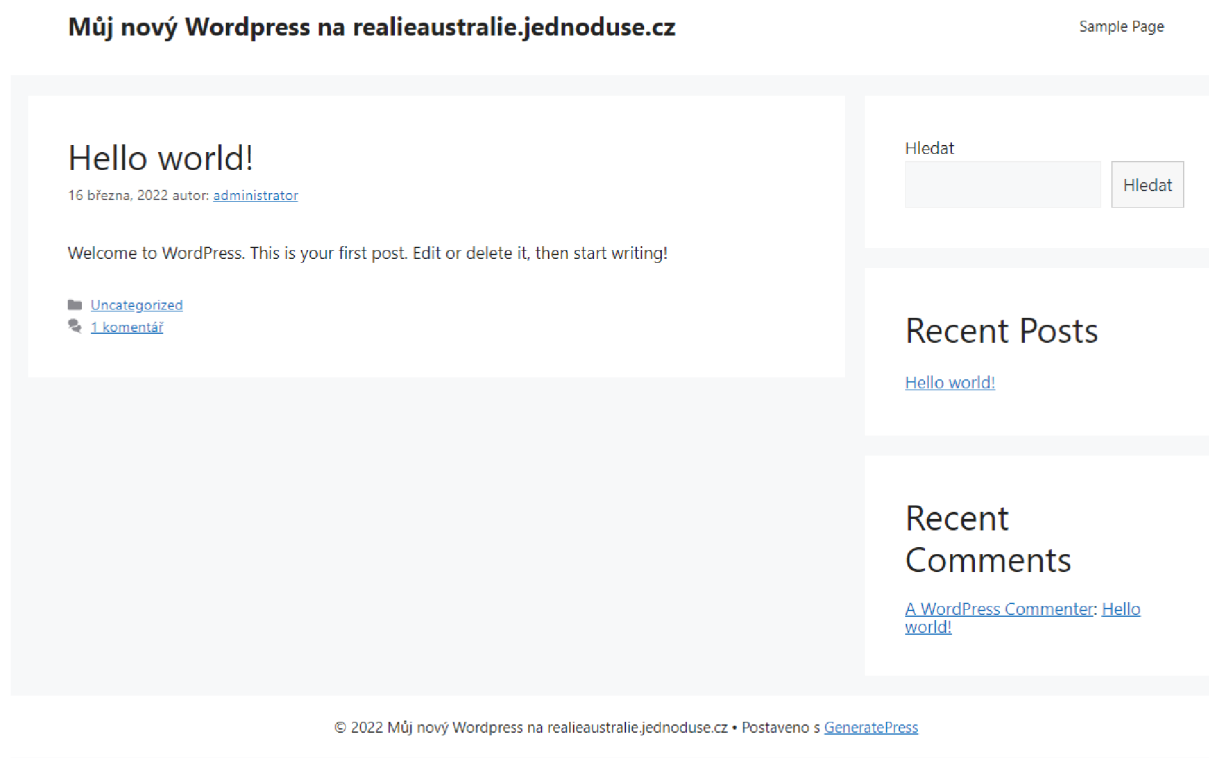 Můj nový Wordpress na realieaustralie.jednoduse.cz
Sample Page
Hello world!
16 března, 2022 autor: administrator
Welcome to WordPress. This is your first post. Edit or delete it, then start writing!
Uncategorized
1 komentář
Hledat
Hledat
Recent Posts
Hello world!
Recent
Comments
A WordPress Commenter: Hello
world!
© 2022 Můj nový Wordpress na realieaustralie.jednoduse.cz • Postaveno s GeneratePress